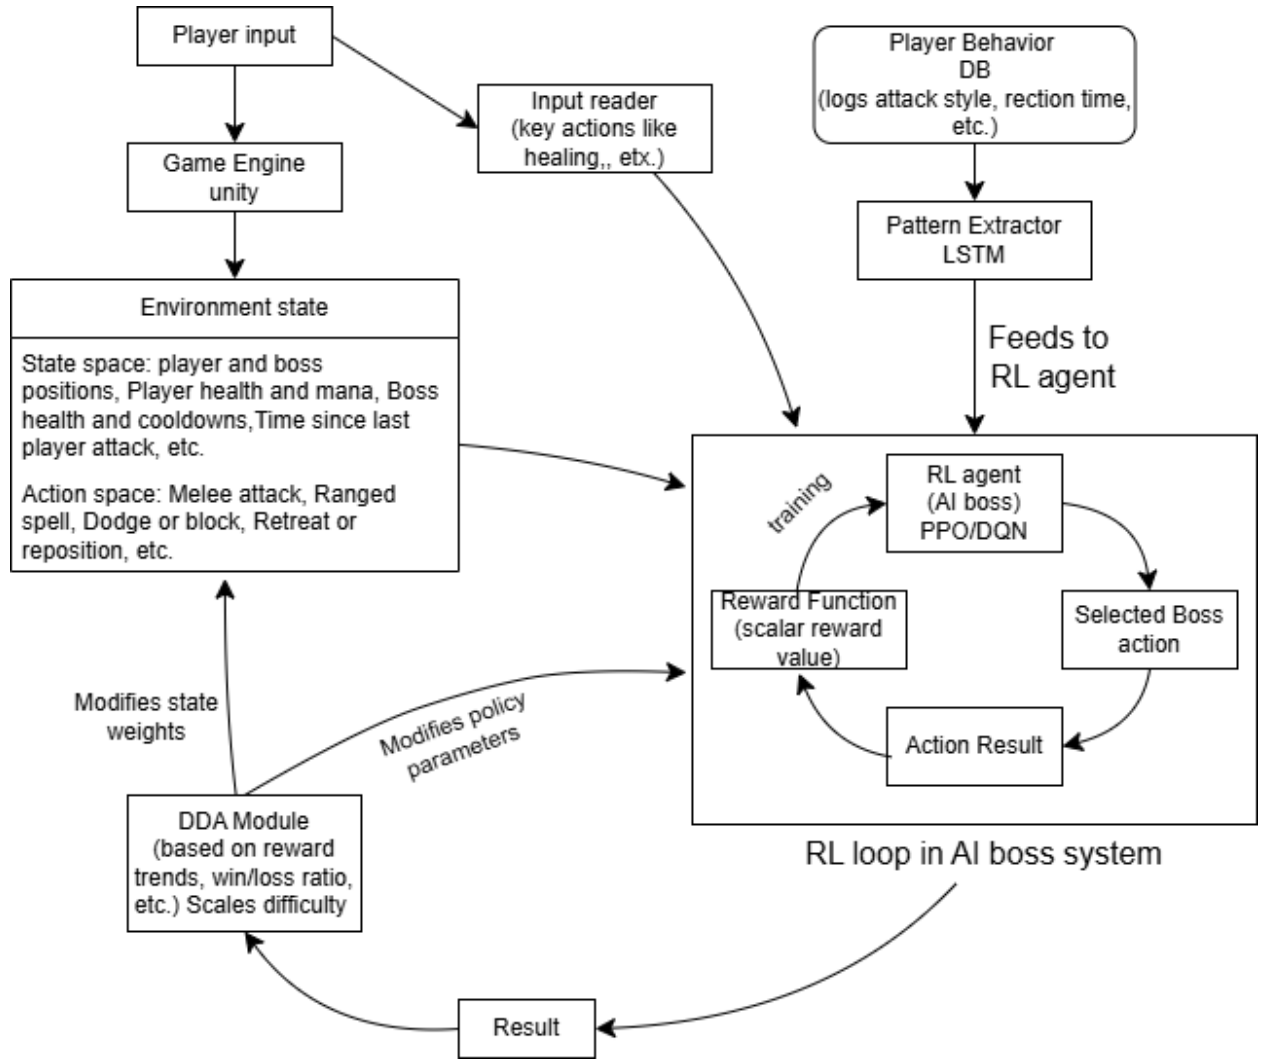 Player input
Game Engine
unity
Input reader
(key actions like
healing,, etx.)
Player Behavior
DB
(logs attack style, rection time,
etc.)
Pattern Extractor
LSTM
Feeds to
RL agent
Environment state
State space: player and boss
positions, Player health and mana, Boss
health and cooldowns,Time since last
player attack, etc.
Action space: Melee attack, Ranged
spell, Dodge or block, Retreat or
reposition, etc.
training
RL agent
(AI boss)
PPO/DQN
Reward Function
(scalar reward
value)
Selected Boss
action
Action Result
RL loop in AI boss system
Modifies state
weights
Modifies policy
parameters
DDA Module
(based on reward
trends, win/loss ratio,
etc.) Scales difficulty
Result